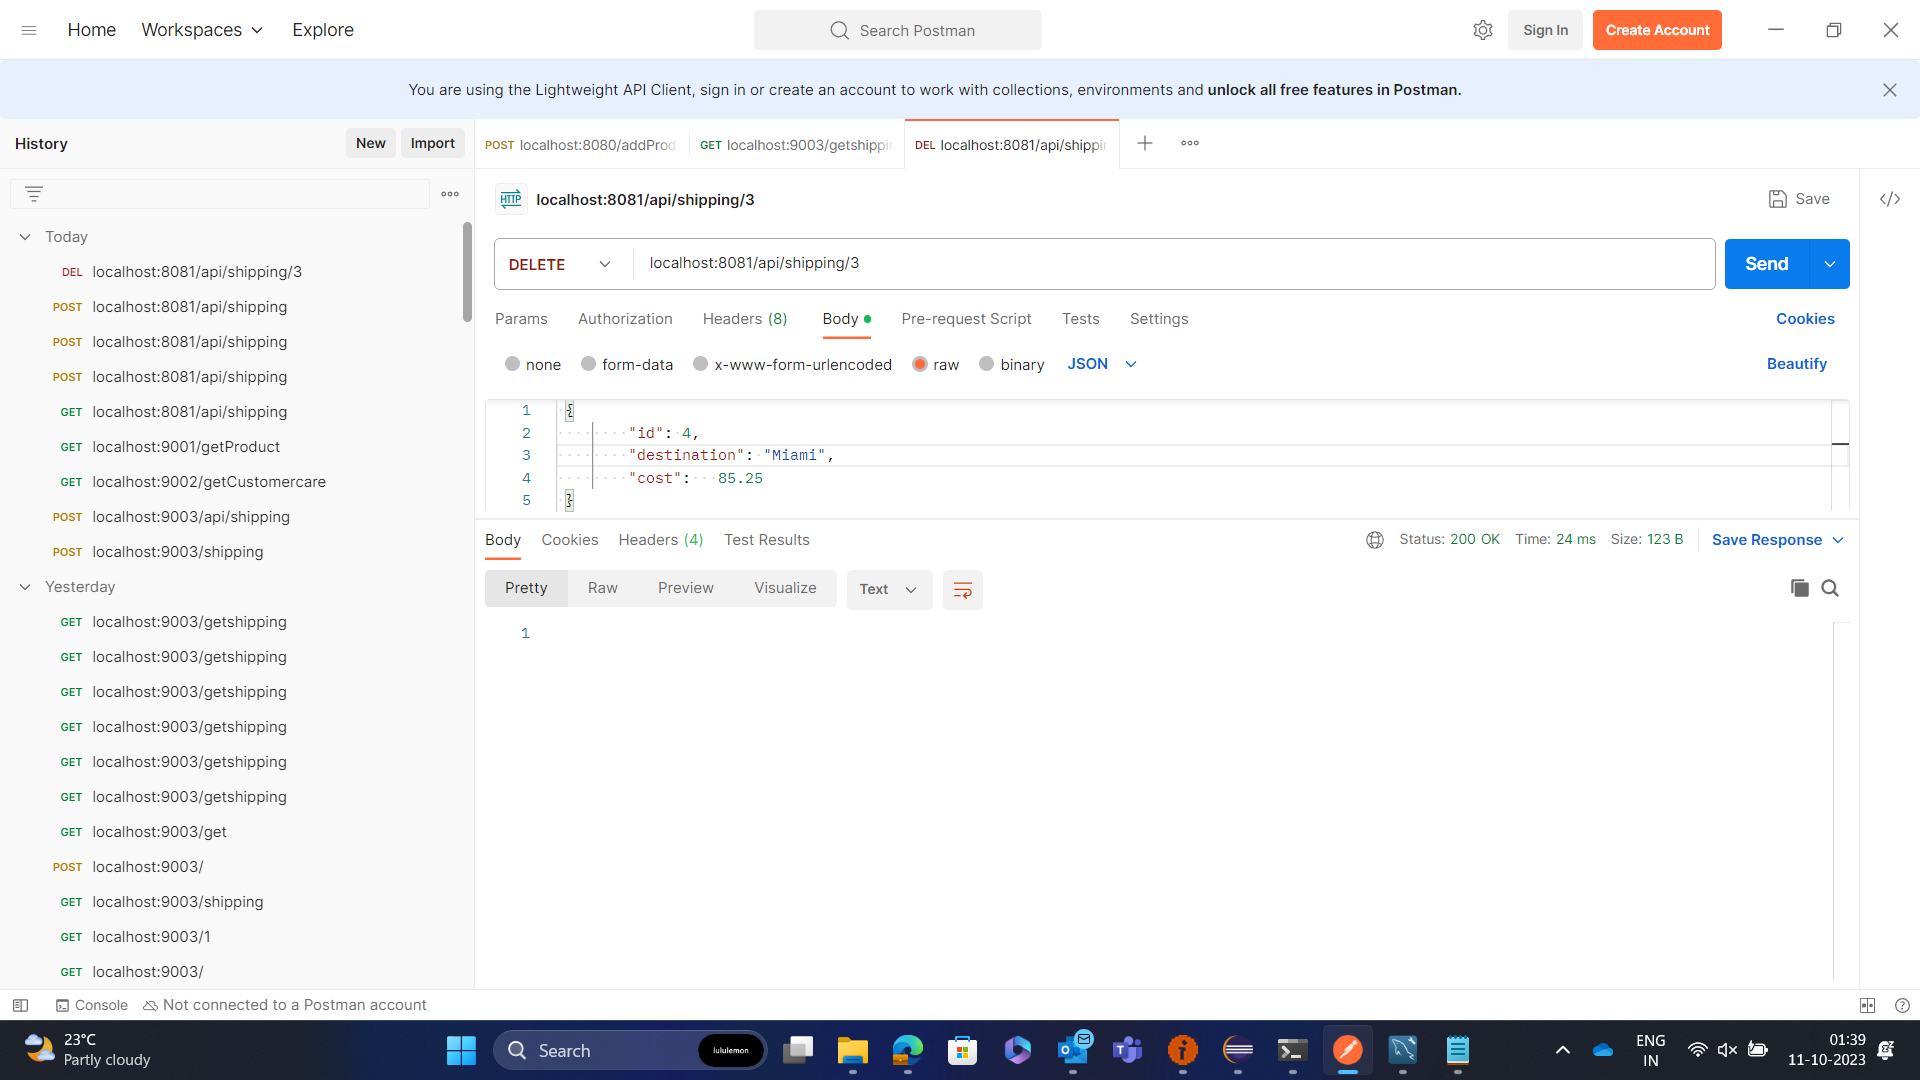 Home Workspaces Explore Search Postman Sign In Create Account
You are using the Lightweight API Client, sign in or create an account to work with collections, environments and unlock all free features in Postman.
History New Import
POST localhost:8080/addProd GET localhost:9003/getshippi DEL localhost:8081/api/shippi
HTTP localhost:8081/api/shipping/3 Save
DELETE localhost:8081/api/shipping/3 Send
Params Authorization Headers (8) Body Pre-request Script Tests Settings Cookies
none form-data x-www-form-urlencoded raw binary JSON Beautify
1 {
2 "id": 4,
3 "destination": "Miami",
4 "cost": 85.25
5 }
Body Cookies Headers (4) Test Results Status: 200 OK Time: 24 ms Size: 123 B Save Response
Pretty Raw Preview Visualize Text
1
Today
DEL localhost:8081/api/shipping/3
POST localhost:8081/api/shipping
POST localhost:8081/api/shipping
POST localhost:8081/api/shipping
GET localhost:8081/api/shipping
GET localhost:9001/getProduct
GET localhost:9002/getCustomercare
POST localhost:9003/api/shipping
POST localhost:9003/shipping
Yesterday
GET localhost:9003/getshipping
GET localhost:9003/getshipping
GET localhost:9003/getshipping
GET localhost:9003/getshipping
GET localhost:9003/getshipping
GET localhost:9003/getshipping
GET localhost:9003/get
POST localhost:9003/
GET localhost:9003/shipping
GET localhost:9003/1
GET localhost:9003/
Console Not connected to a Postman account
23°C
Partly cloudy
Search lululemon
ENG
IN
01:39
11-10-2023